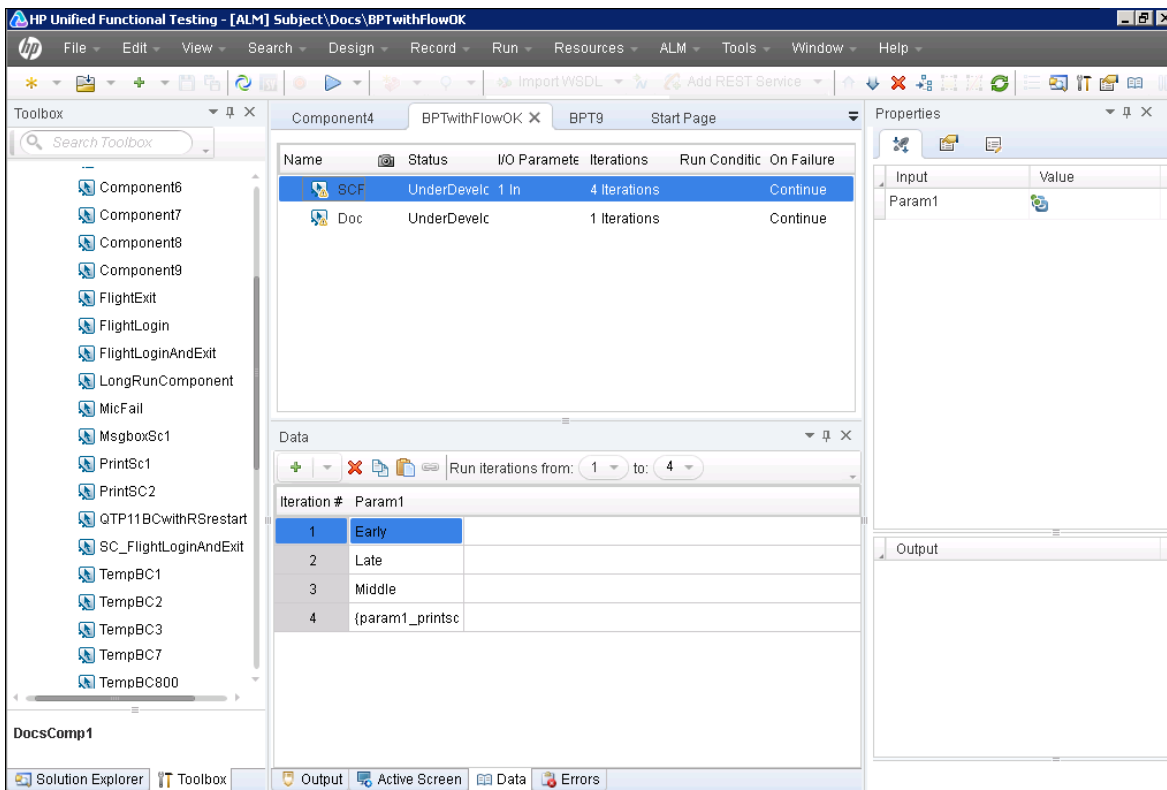 HP Unified Functional Testing - [ALM] Subject\Docs\BPTwithFlowOK
hp File Edit View Search Design Record Run Resources ALM Tools Window Help
Import WSDL Add REST Service
Toolbox
Search Toolbox
Component6
Component7
Component8
Component9
FlightExit
FlightLogin
FlightLoginAndExit
LongRunComponent
MicFail
MsgboxSc1
PrintSc1
PrintSC2
QTP11BCwithRSrestart
SC_FlightLoginAndExit
TempBC1
TempBC2
TempBC3
TempBC7
TempBC800
DocsComp1
Solution Explorer Toolbox
Component4 BPTwithFlowOK BPT9 Start Page
Name Status I/O Paramete Iterations Run Conditic On Failure
SCF UnderDevelc 1 In 4 Iterations Continue
Doc UnderDevelc 1 Iterations Continue
Data
Run iterations from: 1 to: 4
Iteration # Param1
1 Early
2 Late
3 Middle
4 {param1_printsc
Output Active Screen Data Errors
Properties
Input Value
Param1
Output